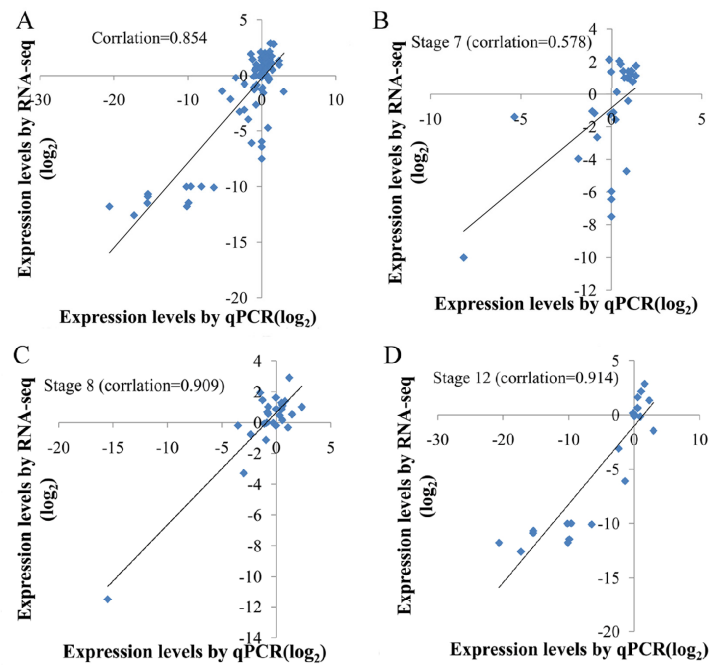 A
Corrlation=0.854
Expression levels by RNA-seq
(log2)
5
0
-5
-10
-15
-20
-30
-20
-10
0
10
Expression levels by qPCR(log2)
B
Stage 7 (corrlation=0.578)
Expression levels by RNA-seq
(log2)
4
2
0
-2
-4
-6
-8
-10
-12
-10
-5
0
5
Expression levels by qPCR(log2)
C
Stage 8 (corrlation=0.909)
Expression levels by RNA-seq
(log2)
4
2
0
-2
-4
-6
-8
-10
-12
-14
-20
-15
-10
-5
0
5
Expression levels by qPCR(log2)
D
Stage 12 (corrlation=0.914)
Expression levels by RNA-seq
(log2)
5
0
-5
-10
-15
-20
-30
-20
-10
0
10
Expression levels by qPCR(log2)